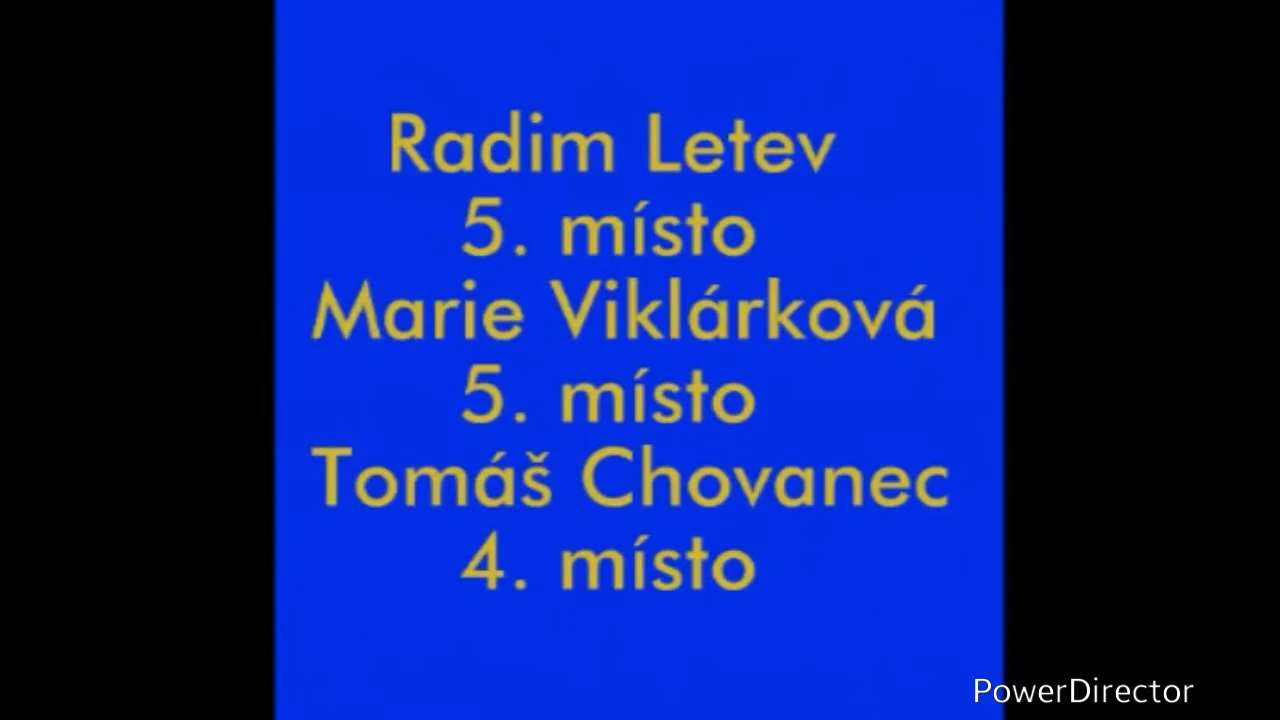 Radim Letev
5. místo
Marie Viklárková
5. místo
Tomáš Chovanec
4. místo
PowerDirector